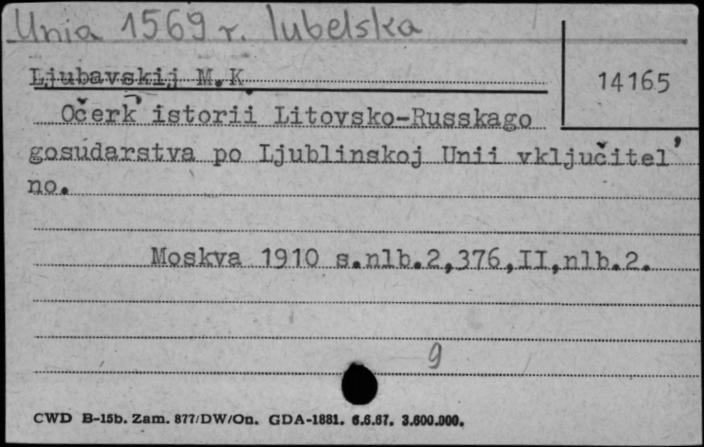 Unia 1569 r. lubelska
Ljubavskij M.K.
14165
Očerk istorii Litovsko-Russkago
gosudarstva po Ljublinskoj Unii vključitel'
no.
Moskva 1910 s.nlb.2,376,II,nlb.2.
9
CWD B-15b. Zam. 877/DW/On. GDA-1881. 6.6.67. 3.600.000.